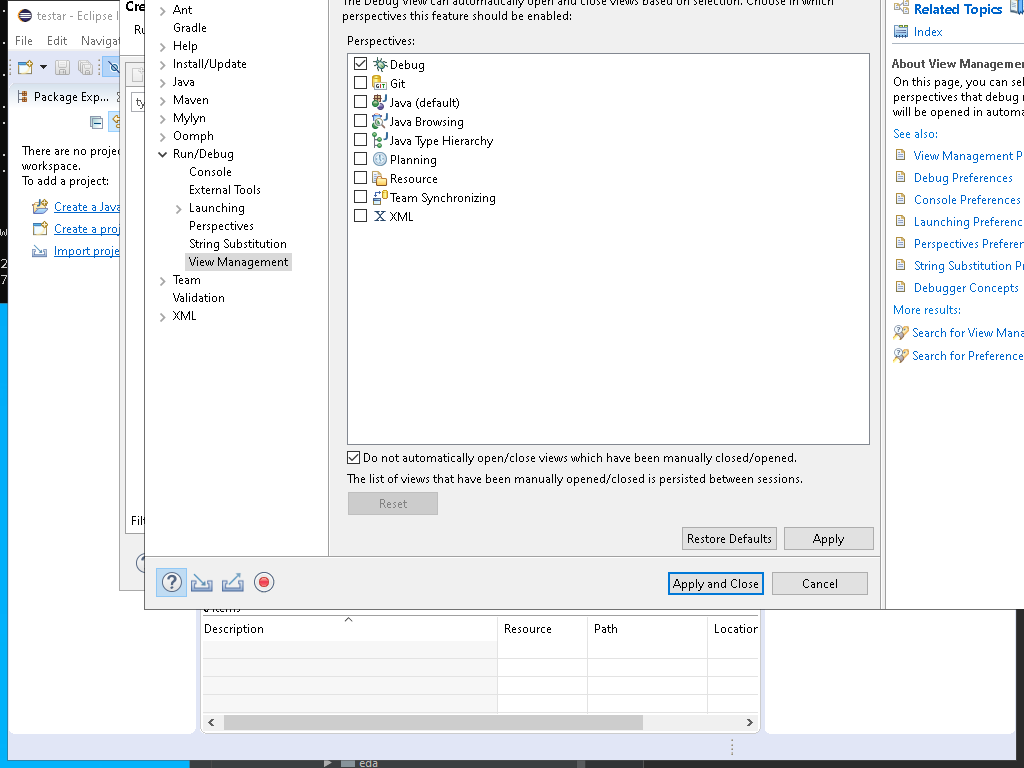 testar - Eclipse I
File Edit Navigat
Package Exp...
There are no projec
workspace.
To add a project:
Create a Java
Create a proj
Import proje
Cre
Ru
ty
Filt
Ant
Gradle
Help
Install/Update
Java
Maven
Mylyn
Oomph
Run/Debug
Console
External Tools
Launching
Perspectives
String Substitution
View Management
Team
Validation
XML
The Debug View can automatically open and close views based on selection. Choose in which
perspectives this feature should be enabled:
Perspectives:
Debug
Git
Java (default)
Java Browsing
Java Type Hierarchy
Planning
Resource
Team Synchronizing
XML
Do not automatically open/close views which have been manually closed/opened.
The list of views that have been manually opened/closed is persisted between sessions.
Reset
Restore Defaults Apply
Apply and Close Cancel
Related Topics
Index
About View Managemen
On this page, you can sel
perspectives that debug
will be opened in automa
See also:
View Management P
Debug Preferences
Console Preferences
Launching Preferenc
Perspectives Preferen
String Substitution Pr
Debugger Concepts
More results:
Search for View Mana
Search for Preference
Description Resource Path Location
eda